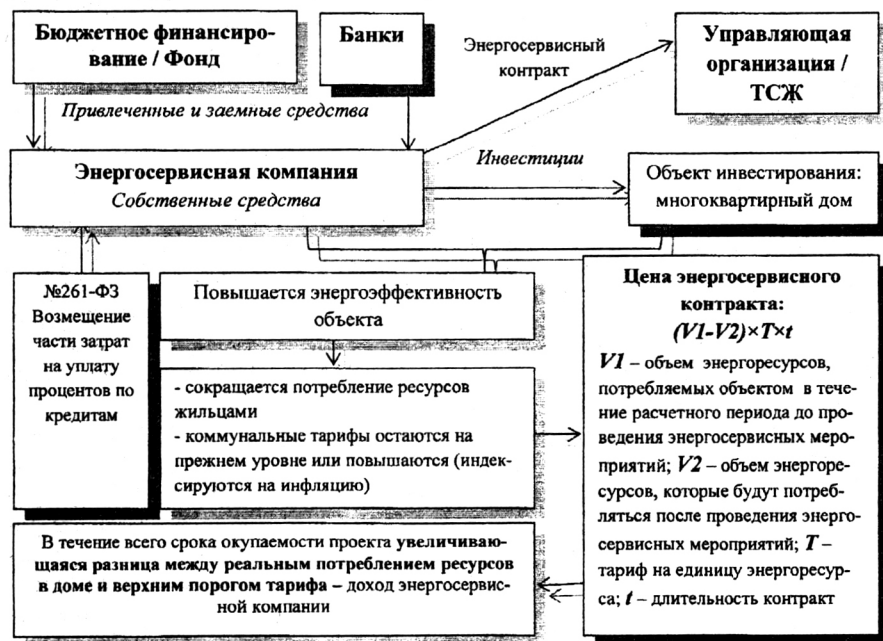 Бюджетное финансиро-
вание / Фонд
Банки
Энергосервисный
контракт
Управляющая
организация /
ТСЖ
Привлеченные и заемные средства
Энергосервисная компания
Собственные средства
Инвестиции
Объект инвестирования:
многоквартирный дом
№261-ФЗ
Возмещение
части затрат
на уплату
процентов по
кредитам
Повышается энергоэффективность
объекта
- сокращается потребление ресурсов
жильцами
- коммунальные тарифы остаются на
прежнем уровне или повышаются (индек-
сируются на инфляцию)
Цена энергосервисного
контракта:
(V1-V2)×T×t
V1 – объем энергоресурсов,
потребляемых объектом в тече-
ние расчетного периода до про-
ведения энергосервисных меро-
приятий; V2 – объем энергоре-
сурсов, которые будут потреб-
ляться после проведения энерго-
сервисных мероприятий; T –
тариф на единицу энергоресур-
са; t – длительность контракт
В течение всего срока окупаемости проекта увеличиваю-
щаяся разница между реальным потреблением ресурсов
в доме и верхним порогом тарифа – доход энергосервис-
ной компании